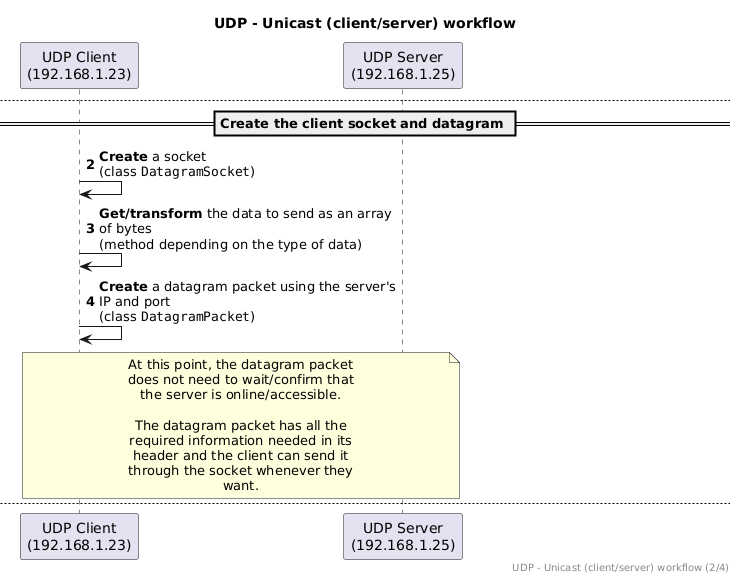 UDP - Unicast (client/server) workflow
UDP Client
(192.168.1.23)
UDP Server
(192.168.1.25)
Create the client socket and datagram
2 Create a socket
(class DatagramSocket)
Get/transform the data to send as an array
3 of bytes
(method depending on the type of data)
Create a datagram packet using the server's
4 IP and port
(class DatagramPacket)
At this point, the datagram packet
does not need to wait/confirm that
the server is online/accessible.
The datagram packet has all the
required information needed in its
header and the client can send it
through the socket whenever they
want.
UDP Client
(192.168.1.23)
UDP Server
(192.168.1.25)
UDP - Unicast (client/server) workflow (2/4)